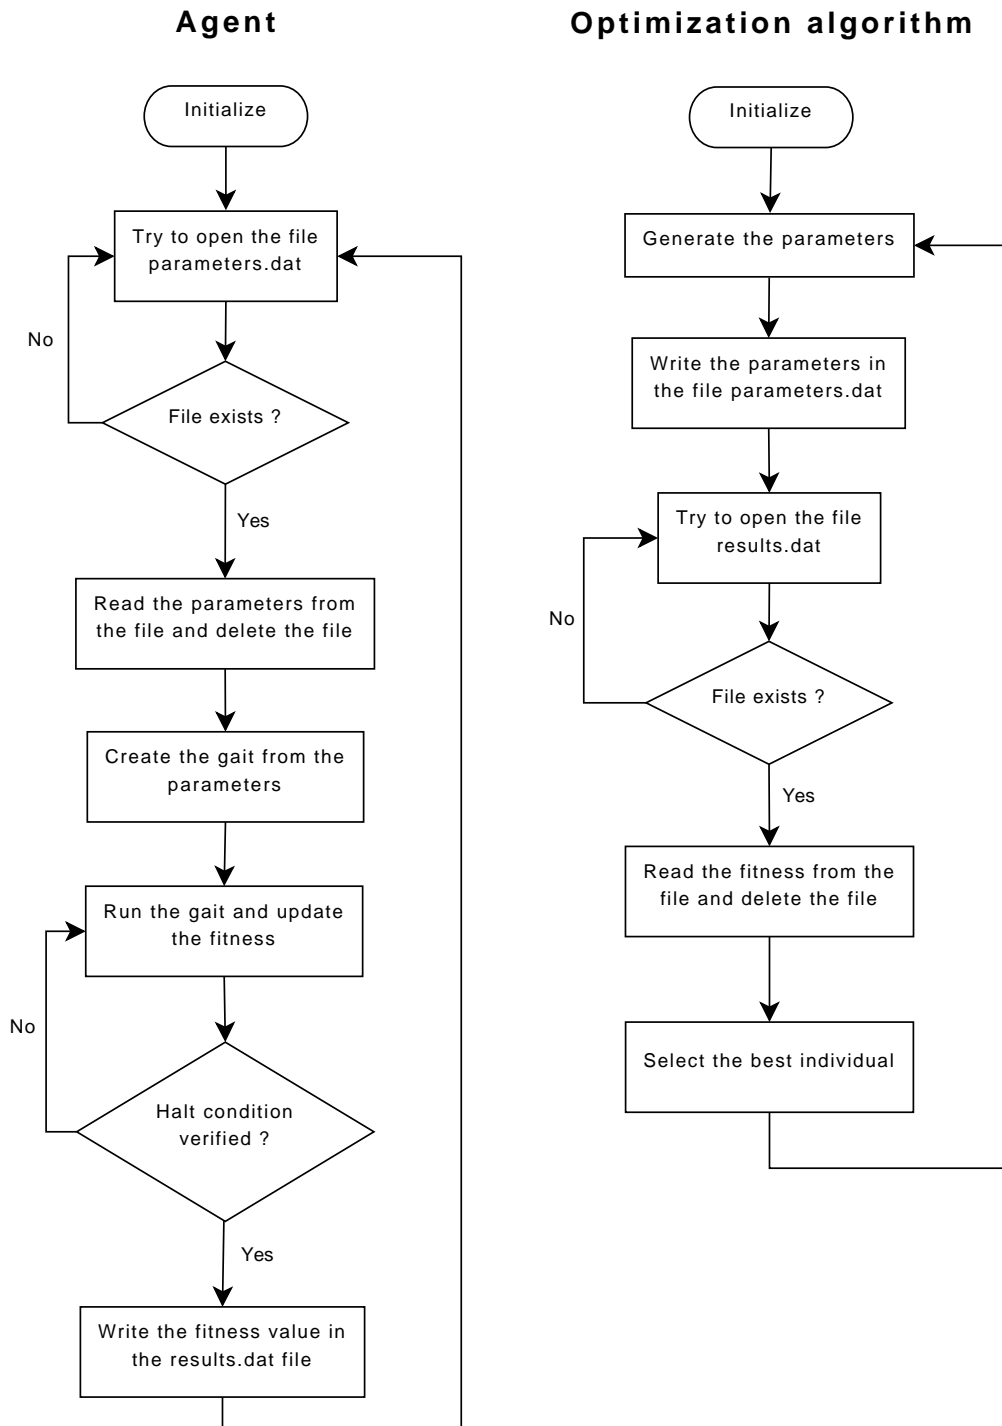 Agent
Initialize
Try to open the file
parameters.dat
No
File exists ?
Yes
Read the parameters from
the file and delete the file
Create the gait from the
parameters
Run the gait and update
the fitness
No
Halt condition
verified ?
Yes
Write the fitness value in
the results.dat file
Optimization algorithm
Initialize
Generate the parameters
Write the parameters in
the file parameters.dat
Try to open the file
results.dat
No
File exists ?
Yes
Read the fitness from the
file and delete the file
Select the best individual